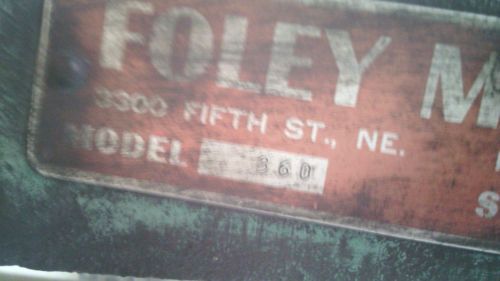 FOLEY M
3300 FIFTH ST., NE.
MODEL 360
S